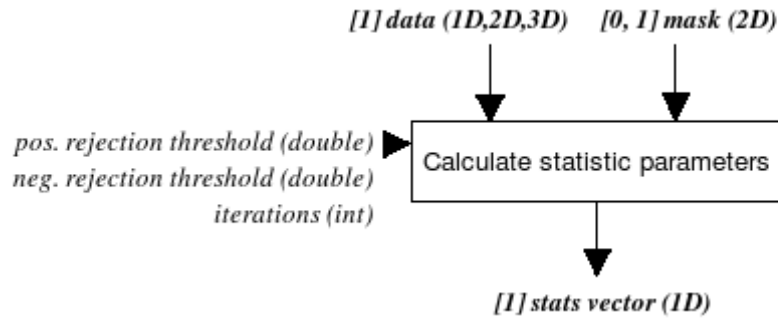 [1] data (1D,2D,3D) [0, 1] mask (2D)
pos. rejection threshold (double)
Calculate statistic parameters
neg. rejection threshold (double)
iterations (int)
[1] stats vector (1D)